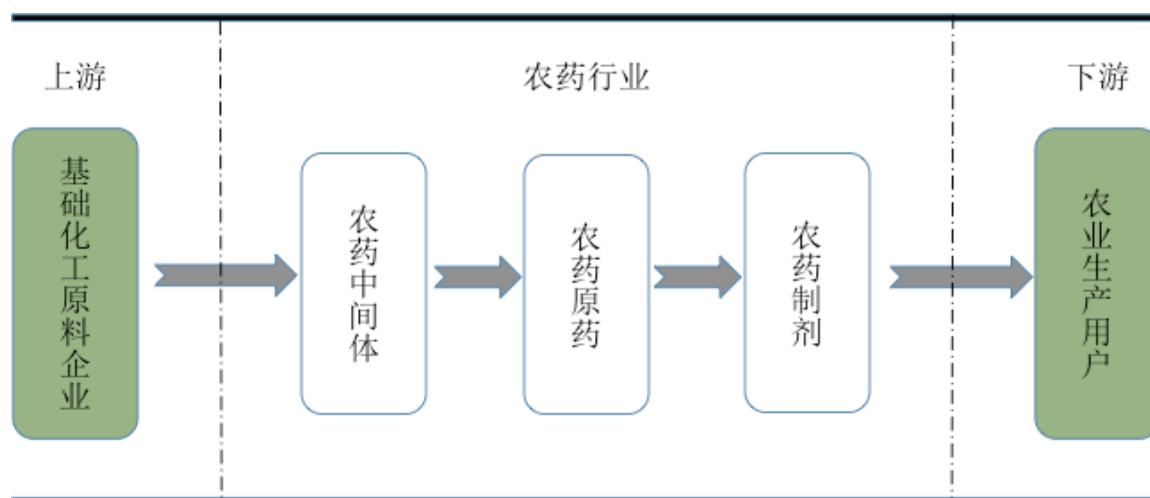 上游
农药行业
下游
基础化工原料企业
农药中间体
农药原药
农药制剂
农业生产用户